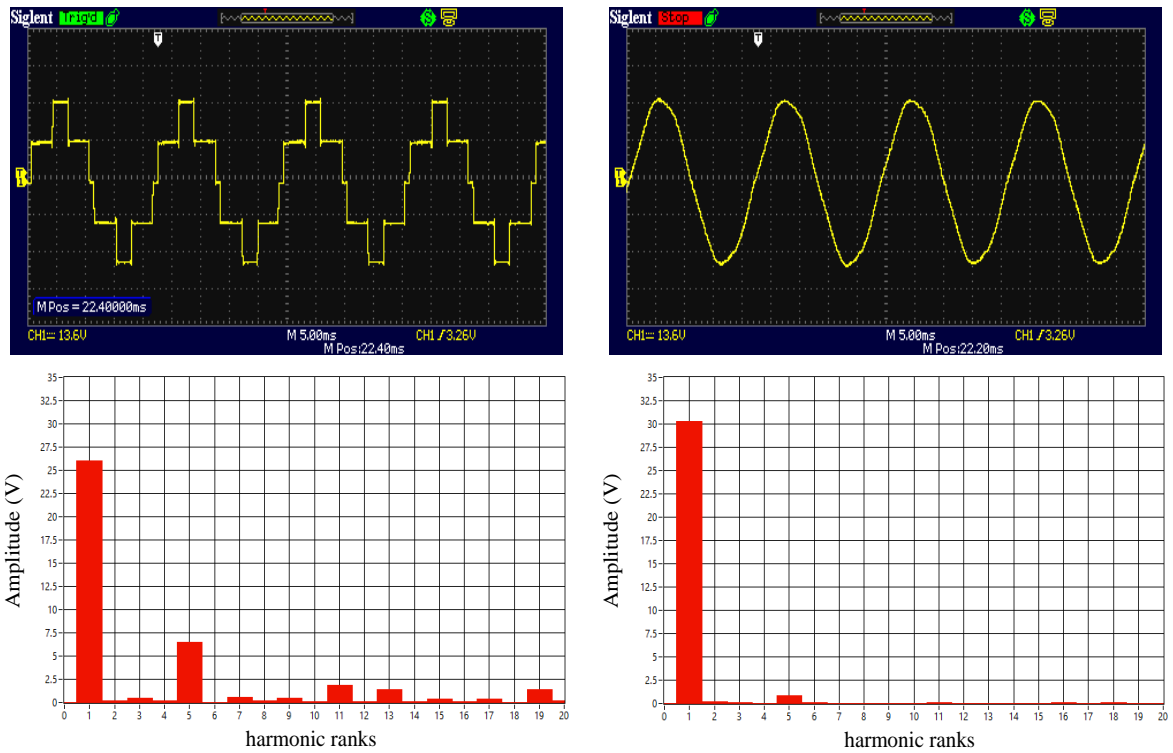 Siglent Trig'd S
T
T
1
M Pos = 22.40000ms
CH1 13.6V M 5.00ms CH1 3.26V
M Pos:22.40ms
Siglent Stop S
T
T
1
CH1 13.6V M 5.00ms CH1 3.26V
M Pos:22.20ms
Amplitude (V)
35
32.5
30
27.5
25
22.5
20
17.5
15
12.5
10
7.5
5
2.5
0
0 1 2 3 4 5 6 7 8 9 10 11 12 13 14 15 16 17 18 19 20
harmonic ranks
Amplitude (V)
35
32.5
30
27.5
25
22.5
20
17.5
15
12.5
10
7.5
5
2.5
0
0 1 2 3 4 5 6 7 8 9 10 11 12 13 14 15 16 17 18 19 20
harmonic ranks